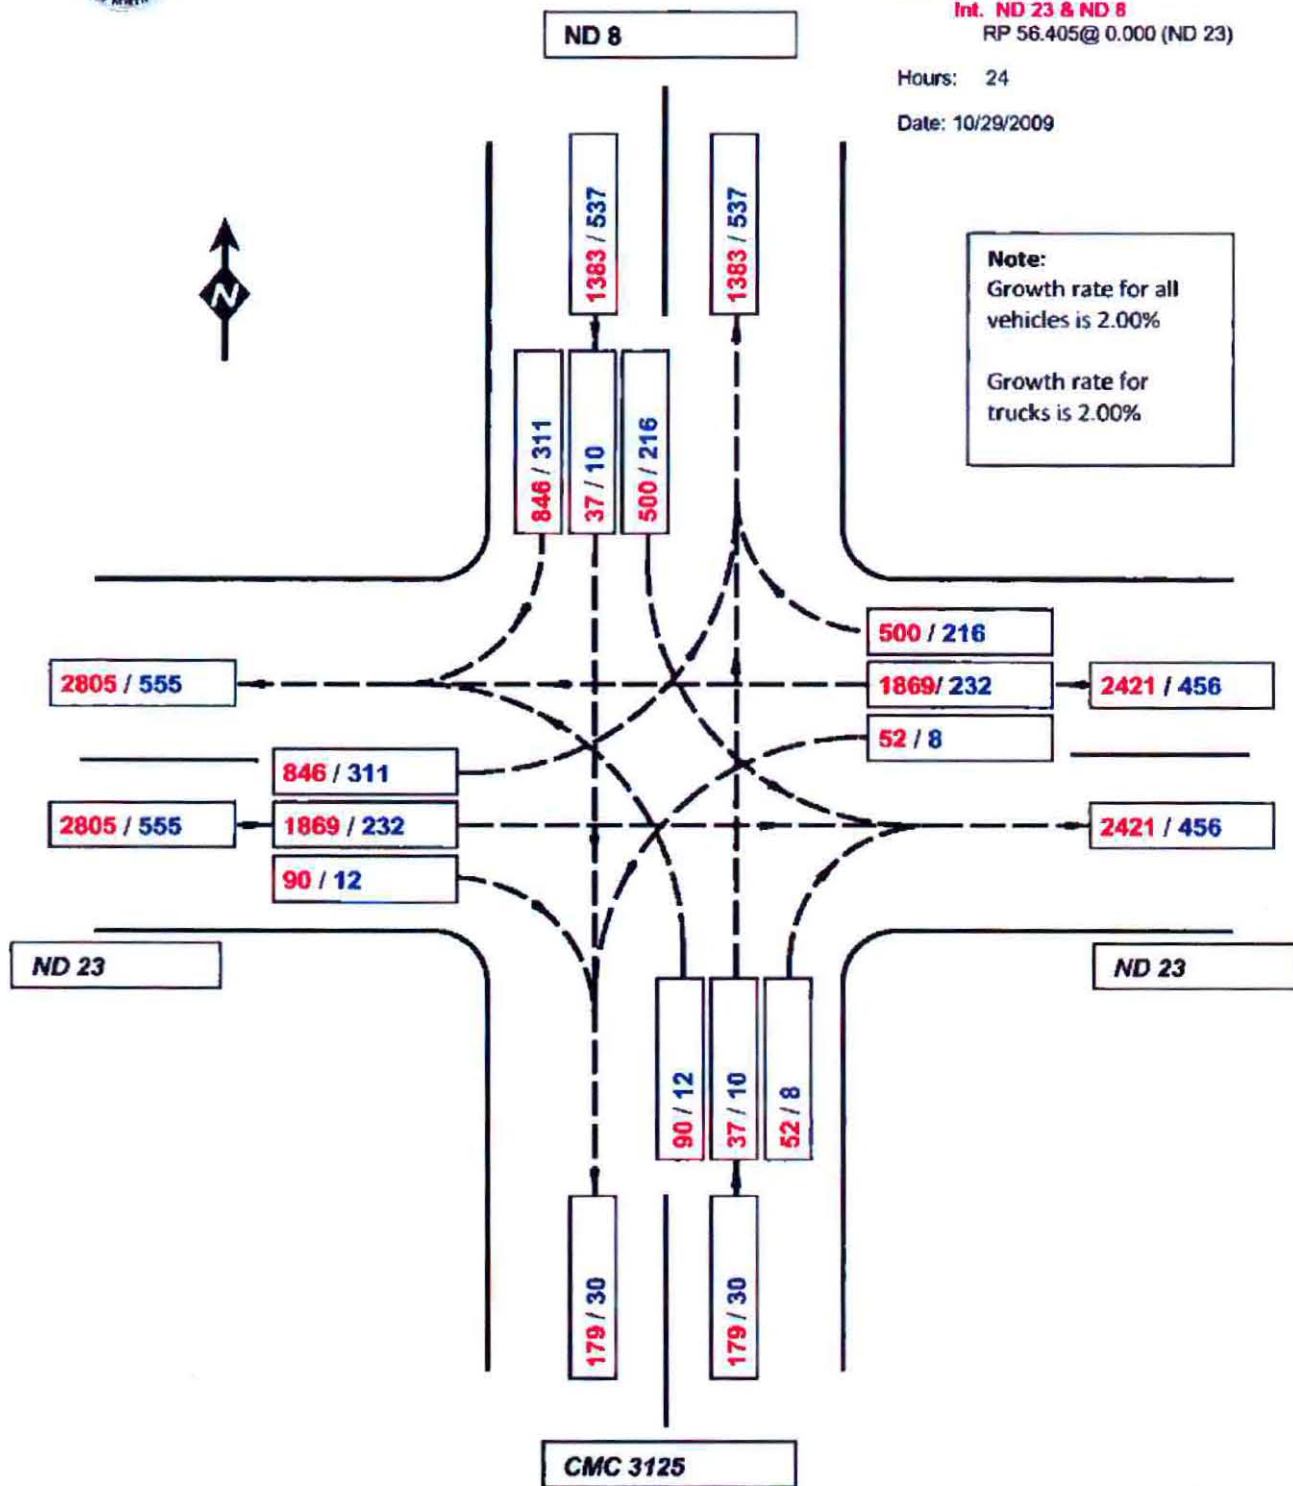 NORTH
ND 8
Int. ND 23 & ND 8
RP 56.405@ 0.000 (ND 23)
Hours: 24
Date: 10/29/2009
1383 / 537
1383 / 537
Note:
Growth rate for all
vehicles is 2.00%
Growth rate for
trucks is 2.00%
846 / 311
37 / 10
500 / 216
N
500 / 216
2805 / 555
1869/ 232
2421 / 456
52 / 8
846 / 311
2805 / 555
1869 / 232
2421 / 456
90 / 12
ND 23
ND 23
90 / 12
37 / 10
52 / 8
179 / 30
179 / 30
CMC 3125